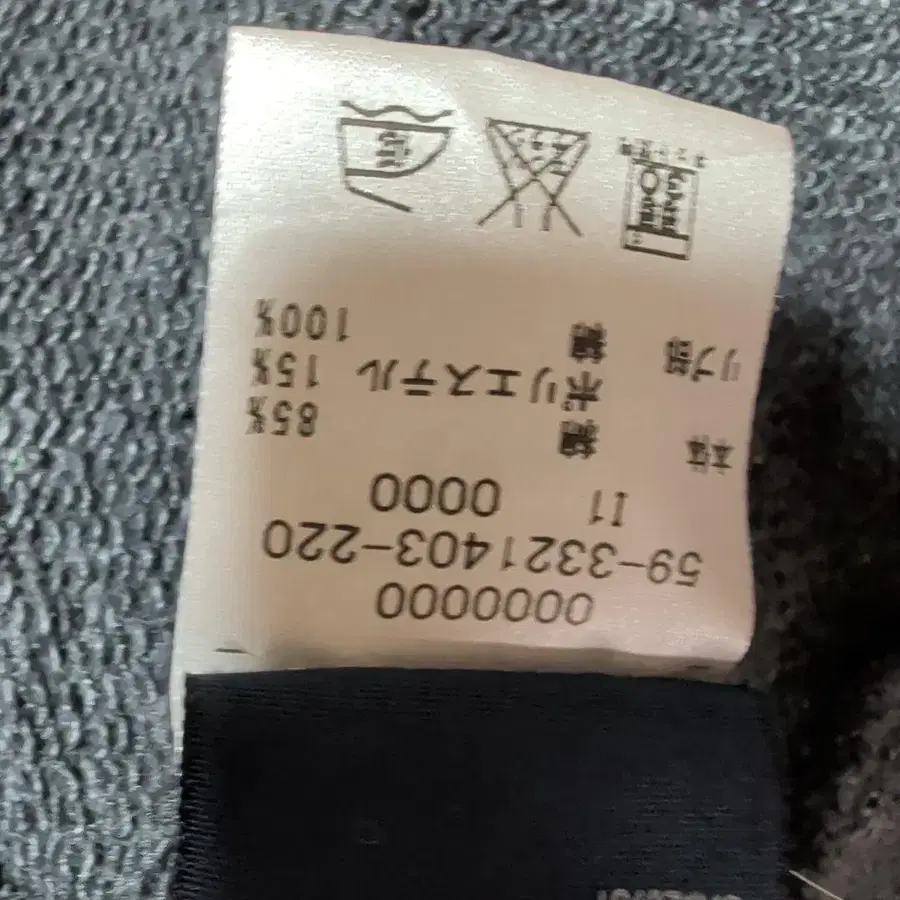 0000000
59-3321403-220
I1 0000
本体 綿 85%
ポリエステル 15%
リブ部 綿 100%